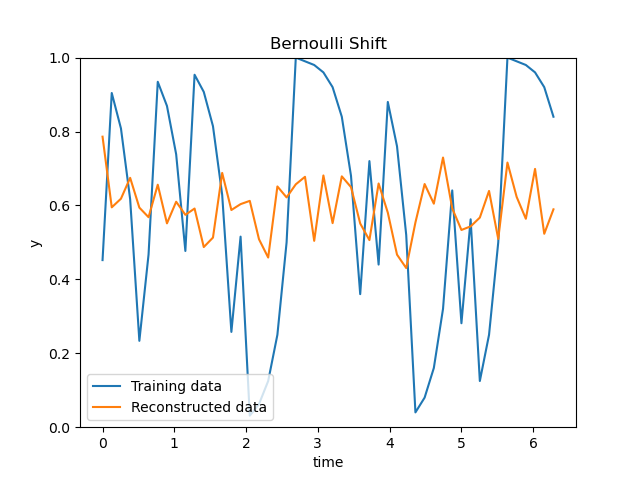 Bernoulli Shift
1.0
0.8
0.6
0.4
0.2
0.0
y
Training data
Reconstructed data
0 1 2 3 4 5 6
time